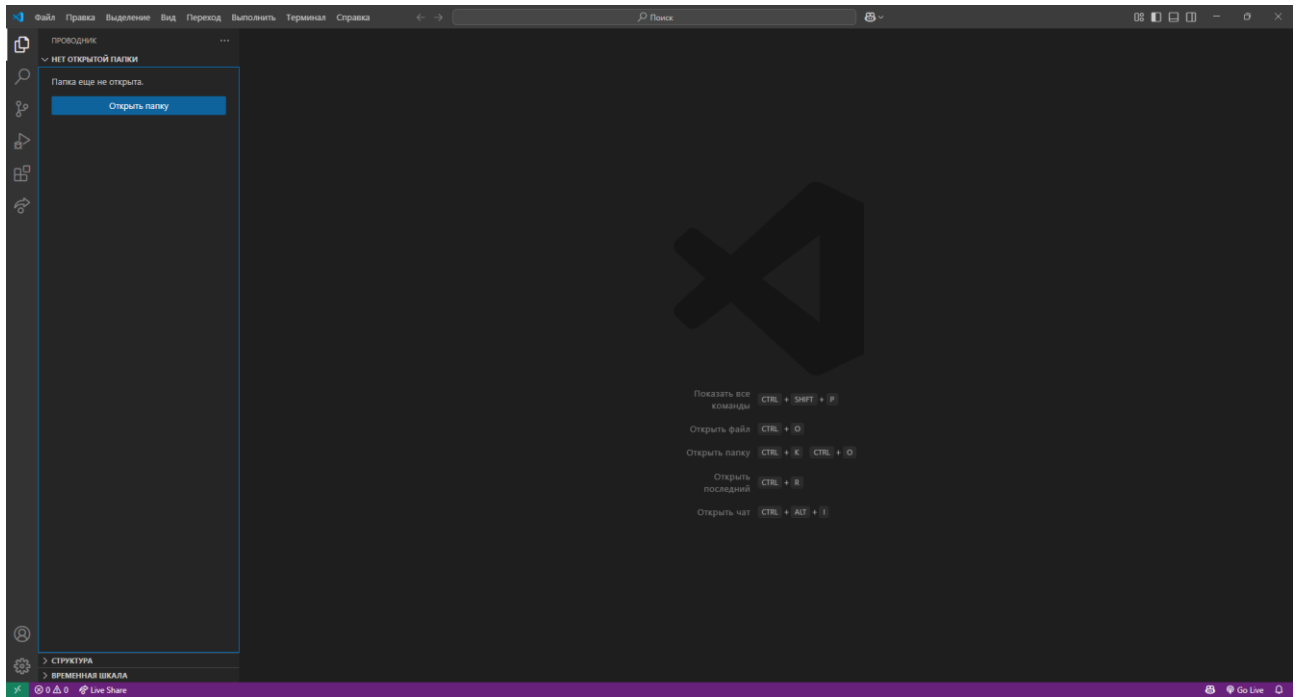 Файл Правка Выделение Вид Переход Выполнить Терминал Справка
Поиск
ПРОВОДНИК
НЕТ ОТКРЫТОЙ ПАПКИ
Папка еще не открыта.
Открыть папку
Показать все
команды CTRL + SHIFT + P
Открыть файл CTRL + O
Открыть папку CTRL + K CTRL + O
Открыть
последний CTRL + R
Открыть чат CTRL + ALT + I
СТРУКТУРА
ВРЕМЕННАЯ ШКАЛА
0 0 Live Share
Go Live